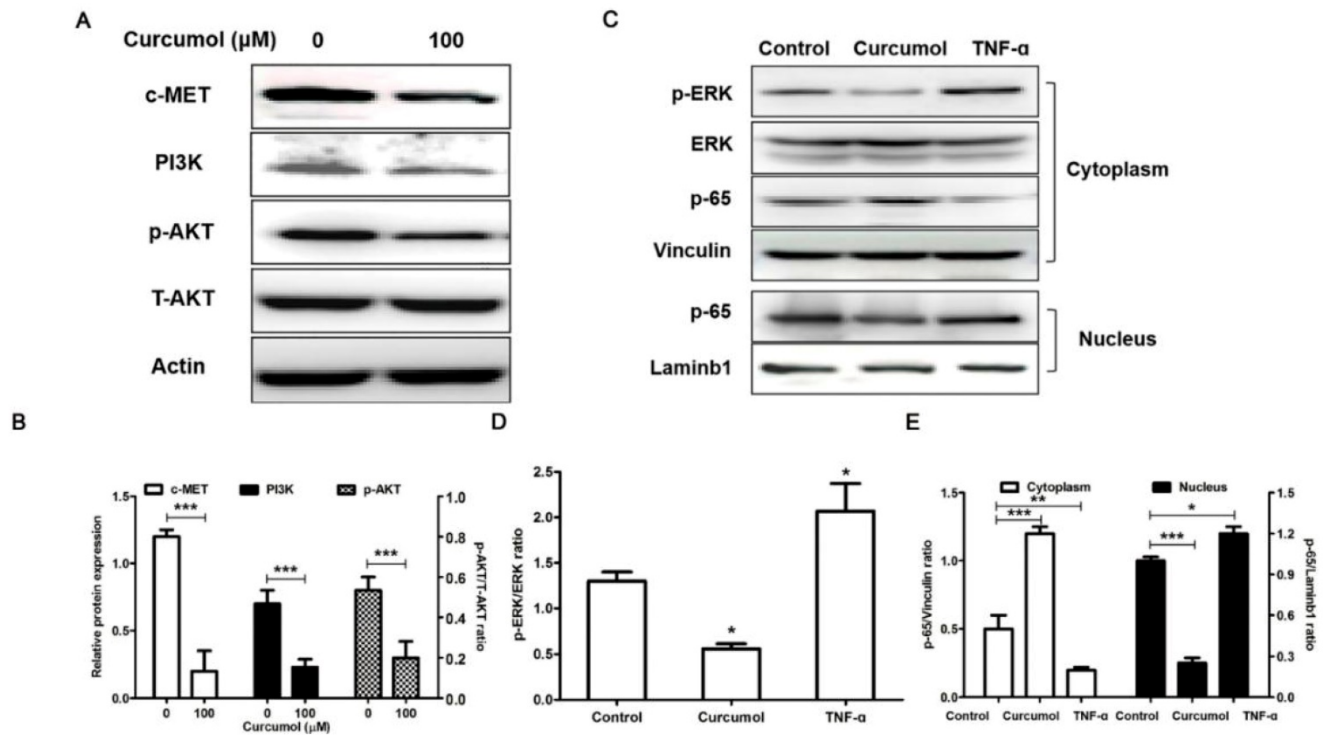 A
Curcumol (µM) 0 100
c-MET
PI3K
p-AKT
T-AKT
Actin
C
Control Curcumol TNF-α
p-ERK
ERK
p-65
Vinculin
Cytoplasm
p-65
Laminb1
Nucleus
B
c-MET PI3K p-AKT
Relative protein expression
1.5
1.0
0.5
0.0
*** *** ***
1.0
0.8
0.6
0.4
0.2
0.0
p-AKT/T-AKT ratio
0 100 0 100 0 100
Curcumol (µM)
D
p-ERK/ERK ratio
2.5
2.0
1.5
1.0
0.5
0.0
* *
Control Curcumol TNF-α
E
Cytoplasm Nucleus
p-65/Vinculin ratio
1.5
1.0
0.5
0.0
**
***
*
***
1.5
1.2
0.9
0.6
0.3
0.0
p-65/Laminb1 ratio
Control Curcumol TNF-α Control Curcumol TNF-α